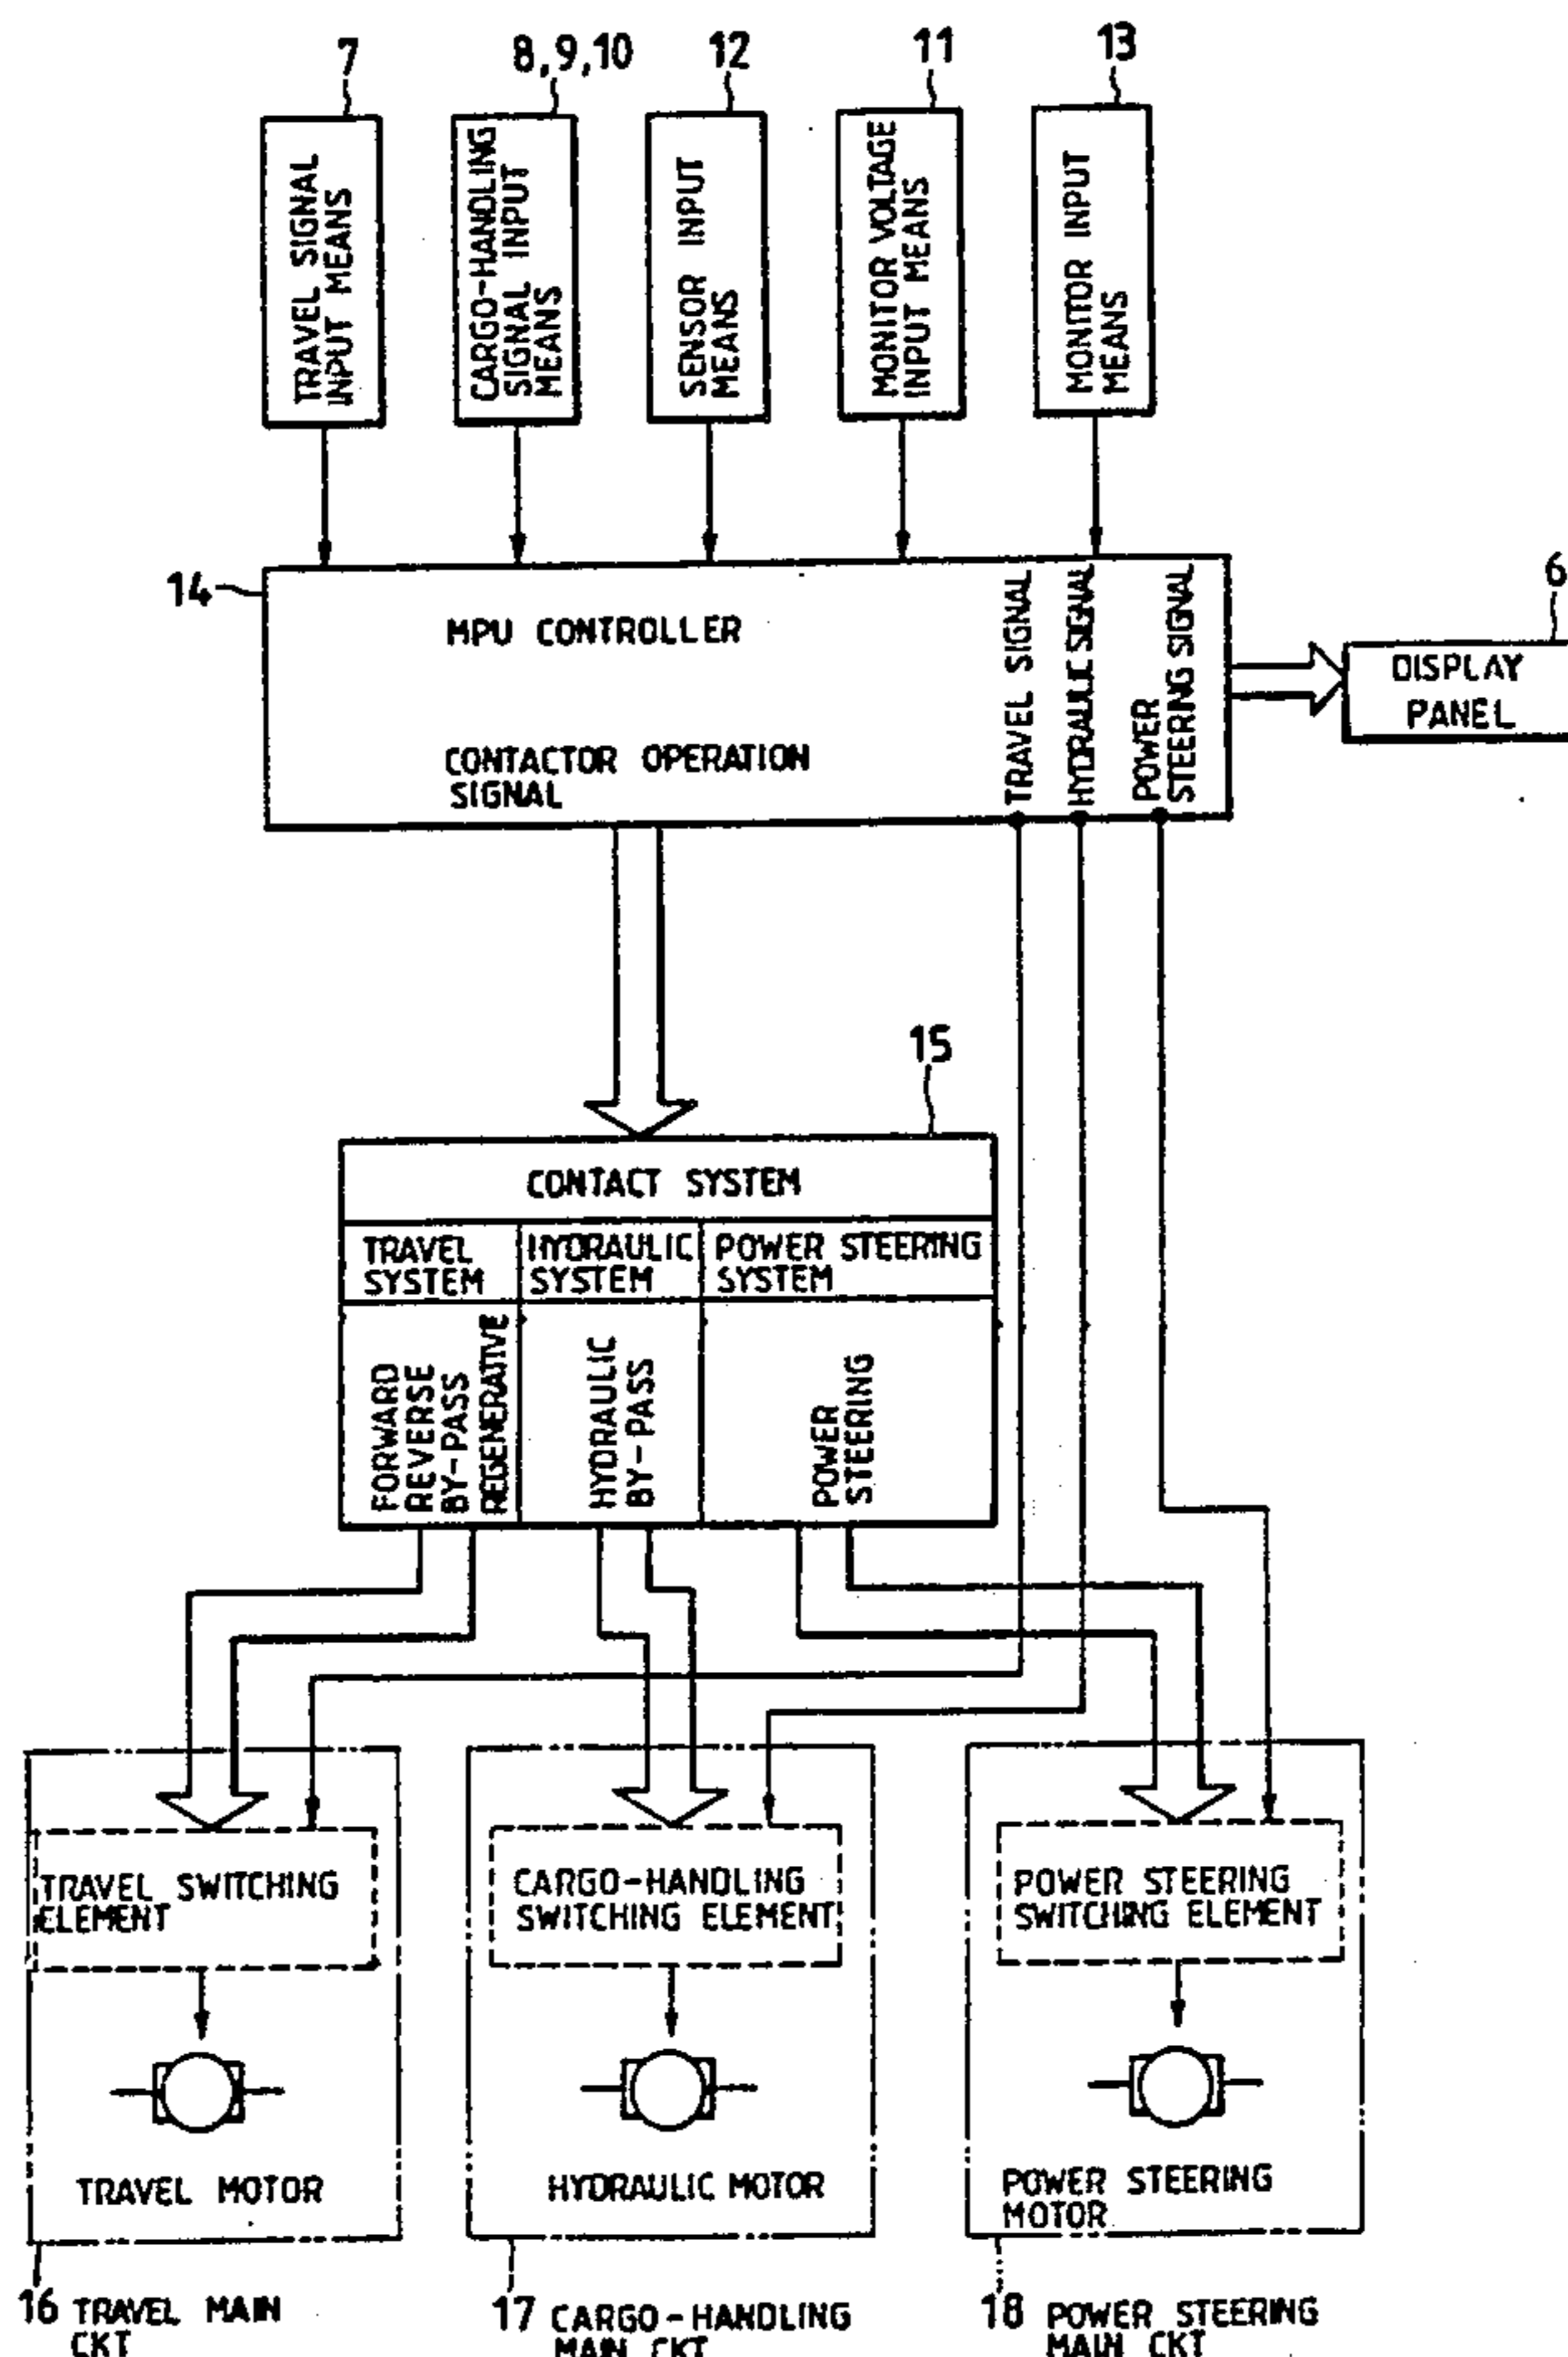 7
8,9,10
12
11
13
TRAVEL SIGNAL
INPUT MEANS
CARGO-HANDLING
SIGNAL INPUT
MEANS
SENSOR INPUT
MEANS
MONITOR VOLTAGE
INPUT MEANS
MONITOR INPUT
MEANS
14
MPU CONTROLLER
CONTACTOR OPERATION
SIGNAL
TRAVEL SIGNAL
HYDRAULIC SIGNAL
POWER
STEERING SIGNAL
6
DISPLAY
PANEL
15
CONTACT SYSTEM
TRAVEL
SYSTEM
HYDRAULIC
SYSTEM
POWER STEERING
SYSTEM
FORWARD
REVERSE
BY-PASS
REGENERATIVE
HYDRAULIC
BY-PASS
POWER
STEERING
TRAVEL SWITCHING
ELEMENT
CARGO-HANDLING
SWITCHING ELEMENT
POWER STEERING
SWITCHING ELEMENT
TRAVEL MOTOR
HYDRAULIC MOTOR
POWER STEERING
MOTOR
16 TRAVEL MAIN
CKT
17 CARGO-HANDLING
MAIN CKT
18 POWER STEERING
MAIN CKT